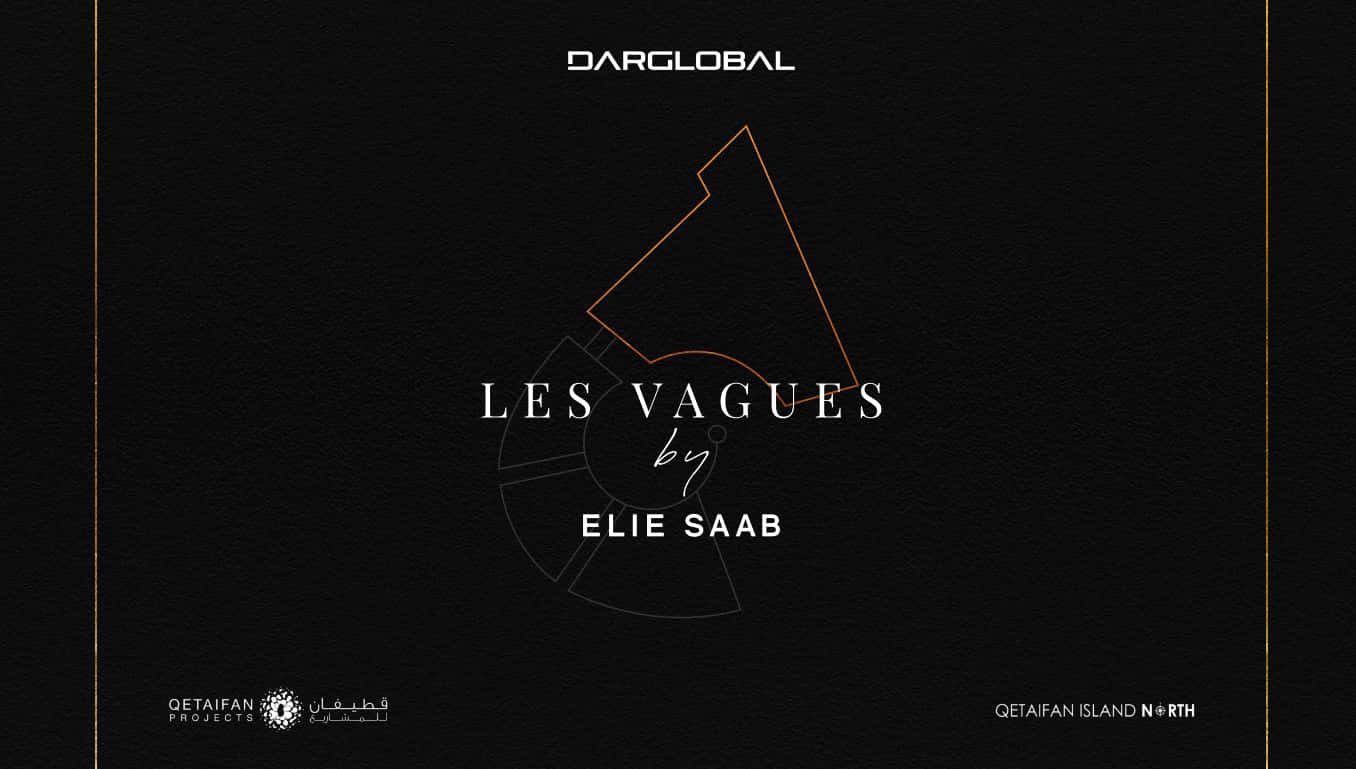 DARGLOBAL
LES VAGUES
by
ELIE SAAB
QETAIFAN
PROJECTS
قطيفان
للمشاريع
QETAIFAN ISLAND NORTH